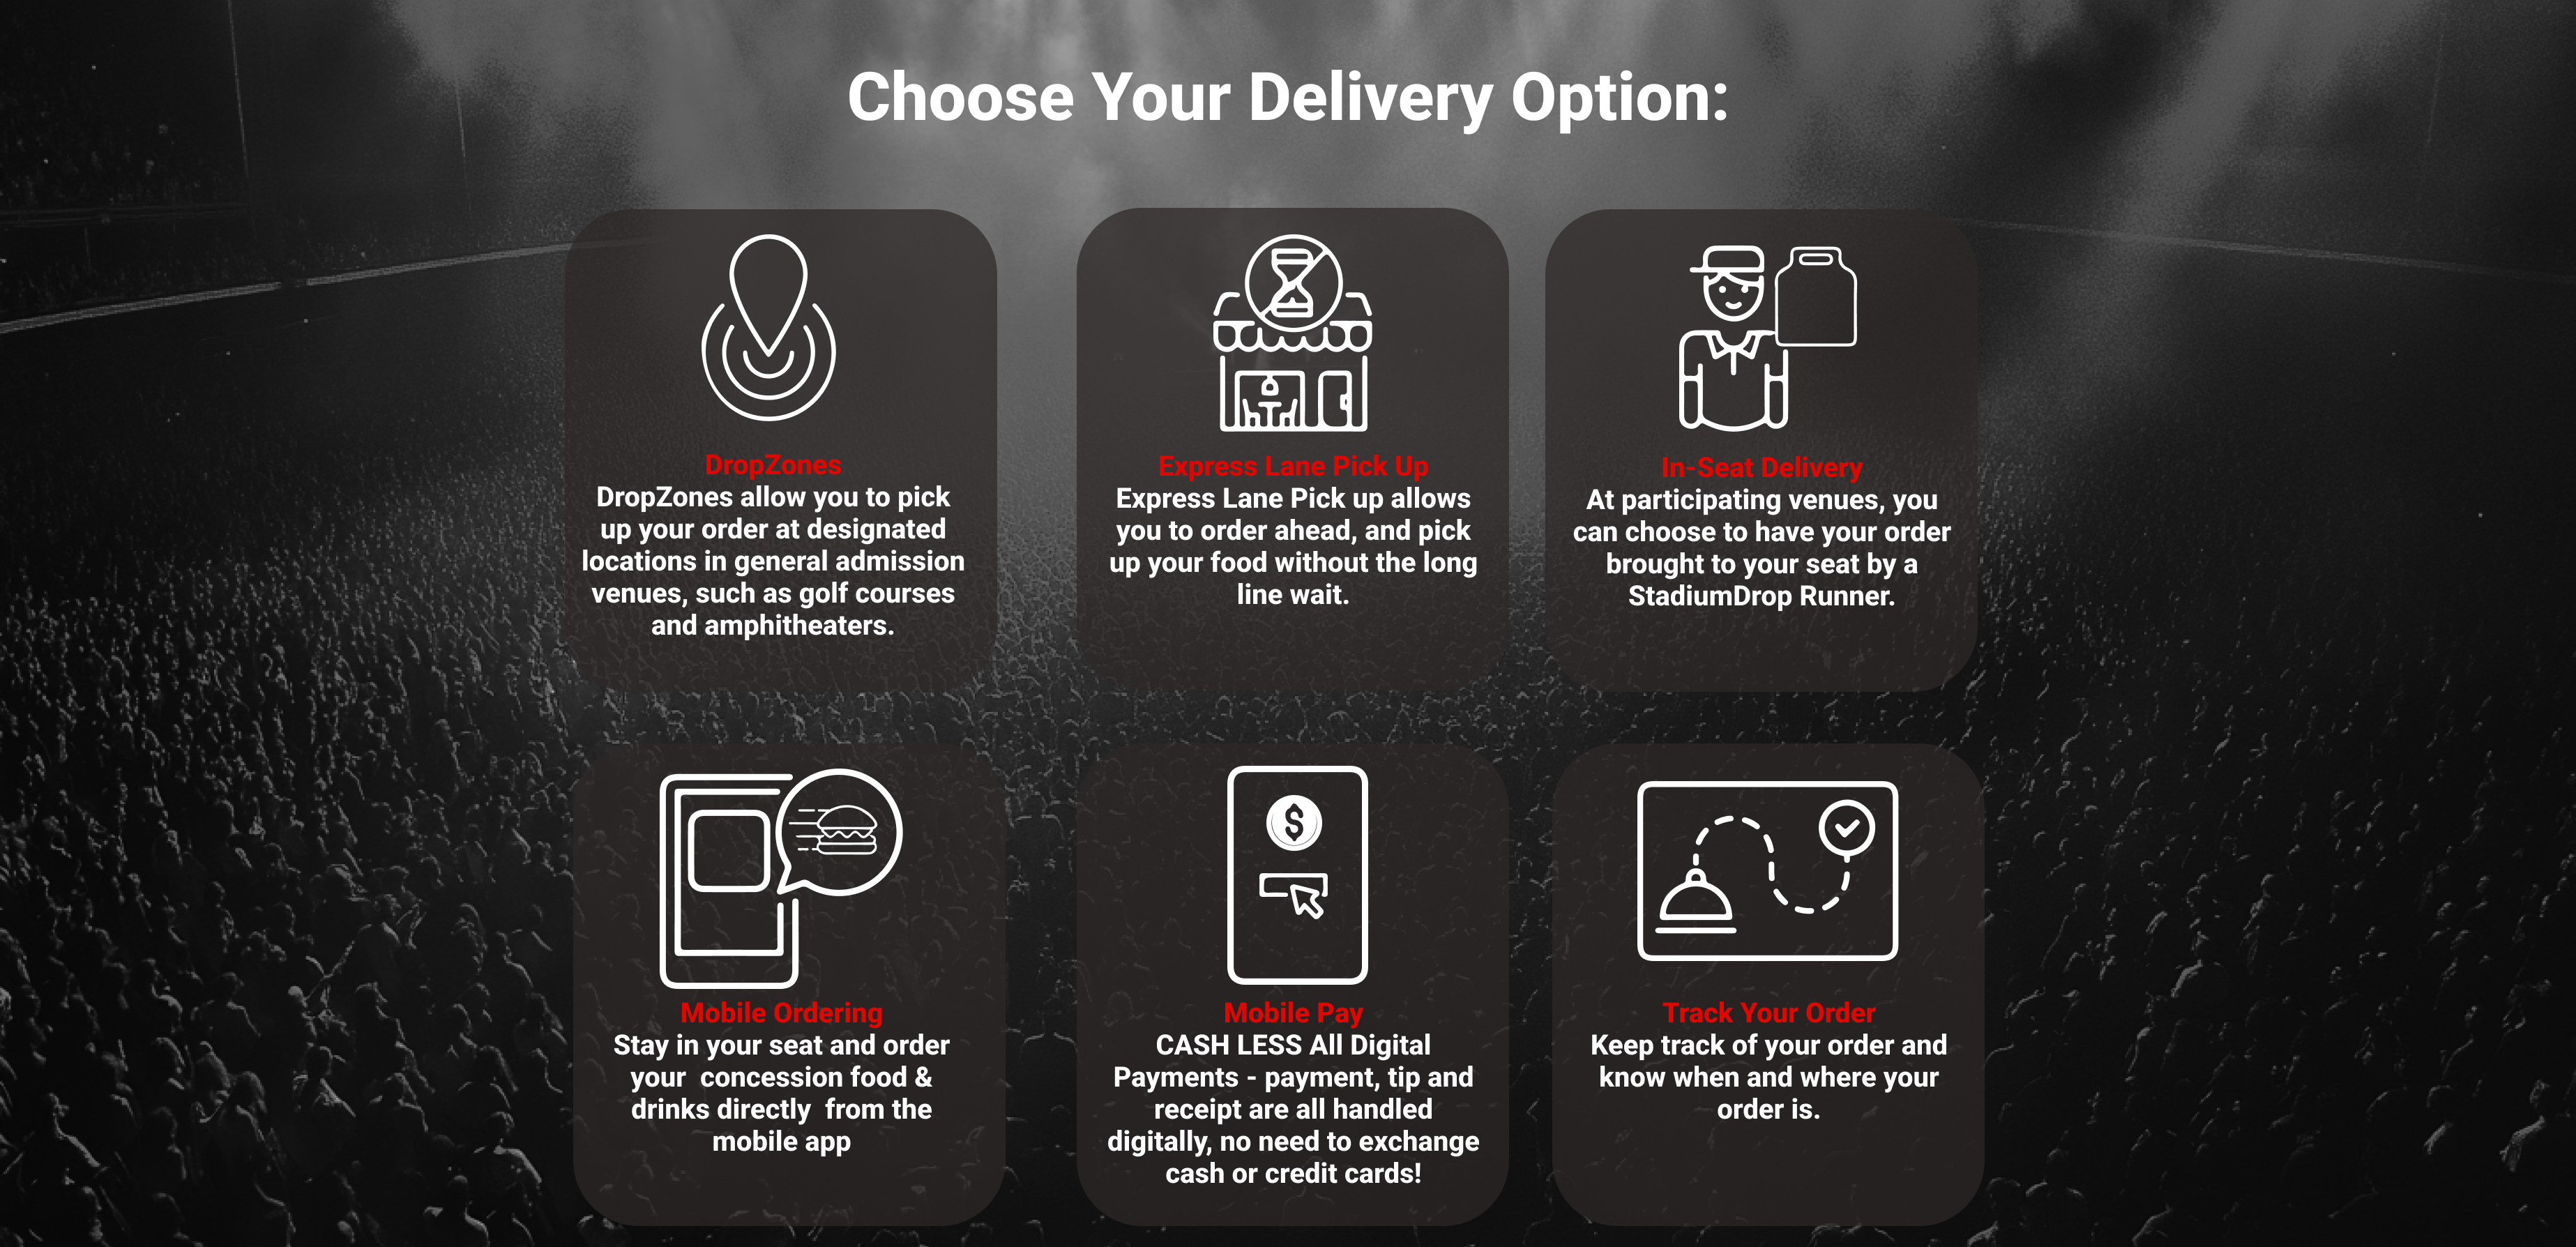 Choose Your Delivery Option:
DropZones
DropZones allow you to pick
up your order at designated
locations in general admission
venues, such as golf courses
and amphitheaters.
Express Lane Pick Up
Express Lane Pick up allows
you to order ahead, and pick
up your food without the long
line wait.
In-Seat Delivery
At participating venues, you
can choose to have your order
brought to your seat by a
StadiumDrop Runner.
Mobile Ordering
Stay in your seat and order
your  concession food &
drinks directly  from the
mobile app
$
Mobile Pay
CASH LESS All Digital
Payments - payment, tip and
receipt are all handled
digitally, no need to exchange
cash or credit cards!
Track Your Order
Keep track of your order and
know when and where your
order is.